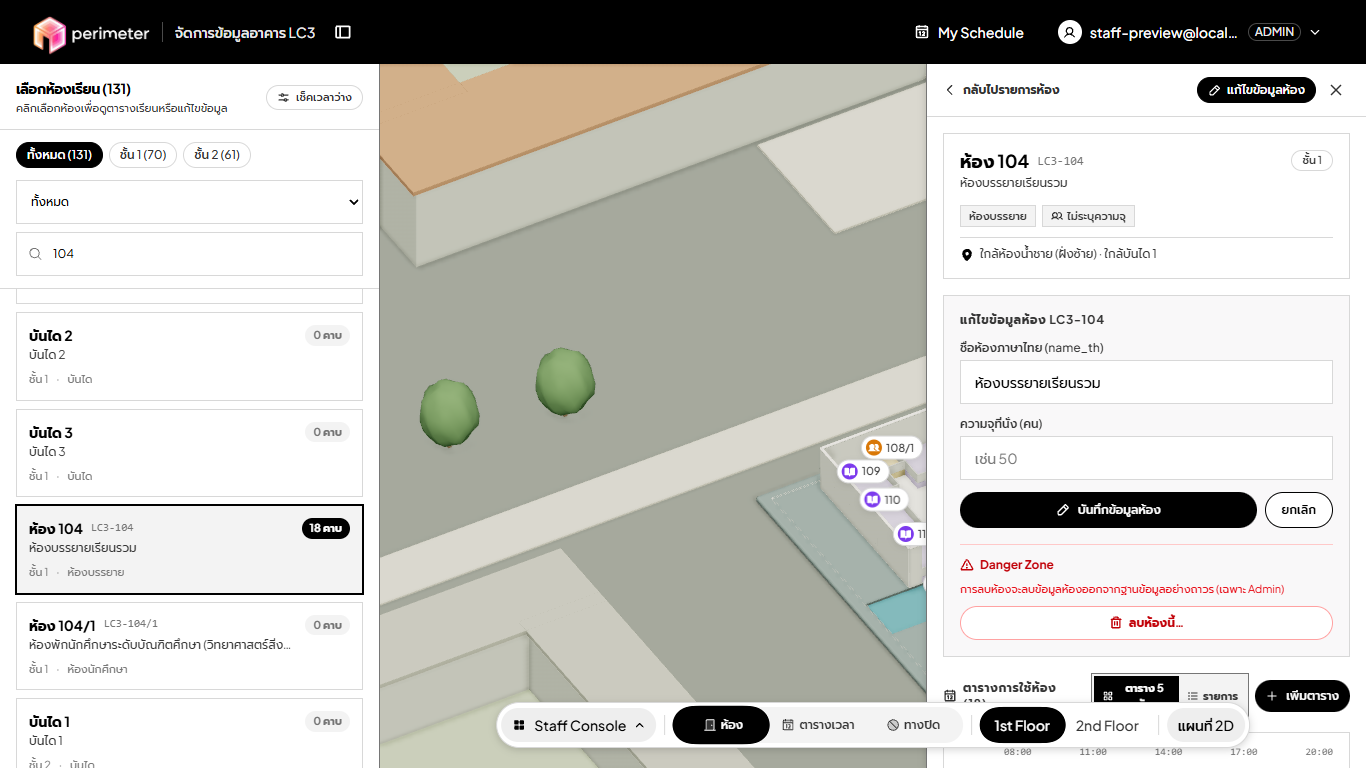 perimeter
จัดการข้อมูลอาคาร LC3
My Schedule
staff-preview@local...
ADMIN
เลือกห้องเรียน (131)
คลิกเลือกห้องเพื่อดูตารางเรียนหรือแก้ไขข้อมูล
เช็คเวลาว่าง
ทั้งหมด (131)
ชั้น 1 (70)
ชั้น 2 (61)
ทั้งหมด
104
บันได 2
0 คาบ
บันได 2
ชั้น 1 · บันได
บันได 3
0 คาบ
บันได 3
ชั้น 1 · บันได
ห้อง 104 LC3-104
18 คาบ
ห้องบรรยายเรียนรวม
ชั้น 1 · ห้องบรรยาย
ห้อง 104/1 LC3-104/1
0 คาบ
ห้องพักนักศึกษาระดับบัณฑิตศึกษา (วิทยาศาสตร์สิ่ง...
ชั้น 1 · ห้องนักศึกษา
บันได 1
0 คาบ
บันได 1
ชั้น 2 · บันได
108/1
109
110
11
กลับไปรายการห้อง
แก้ไขข้อมูลห้อง
ห้อง 104 LC3-104
ชั้น 1
ห้องบรรยายเรียนรวม
ห้องบรรยาย
ไม่ระบุความจุ
ใกล้ห้องน้ำชาย (ฝั่งซ้าย) · ใกล้บันได 1
แก้ไขข้อมูลห้อง LC3-104
ชื่อห้องภาษาไทย (name_th)
ห้องบรรยายเรียนรวม
ความจุที่นั่ง (คน)
เช่น 50
บันทึกข้อมูลห้อง
ยกเลิก
Danger Zone
การลบห้องจะลบข้อมูลห้องออกจากฐานข้อมูลอย่างถาวร (เฉพาะ Admin)
ลบห้องนี้...
ตารางการใช้ห้อง
ตาราง 5
รายการ
เพิ่มตาราง
Staff Console
ห้อง
ตารางเวลา
ทางปิด
1st Floor
2nd Floor
แผนที่ 2D
08:00
11:00
14:00
17:00
20:00